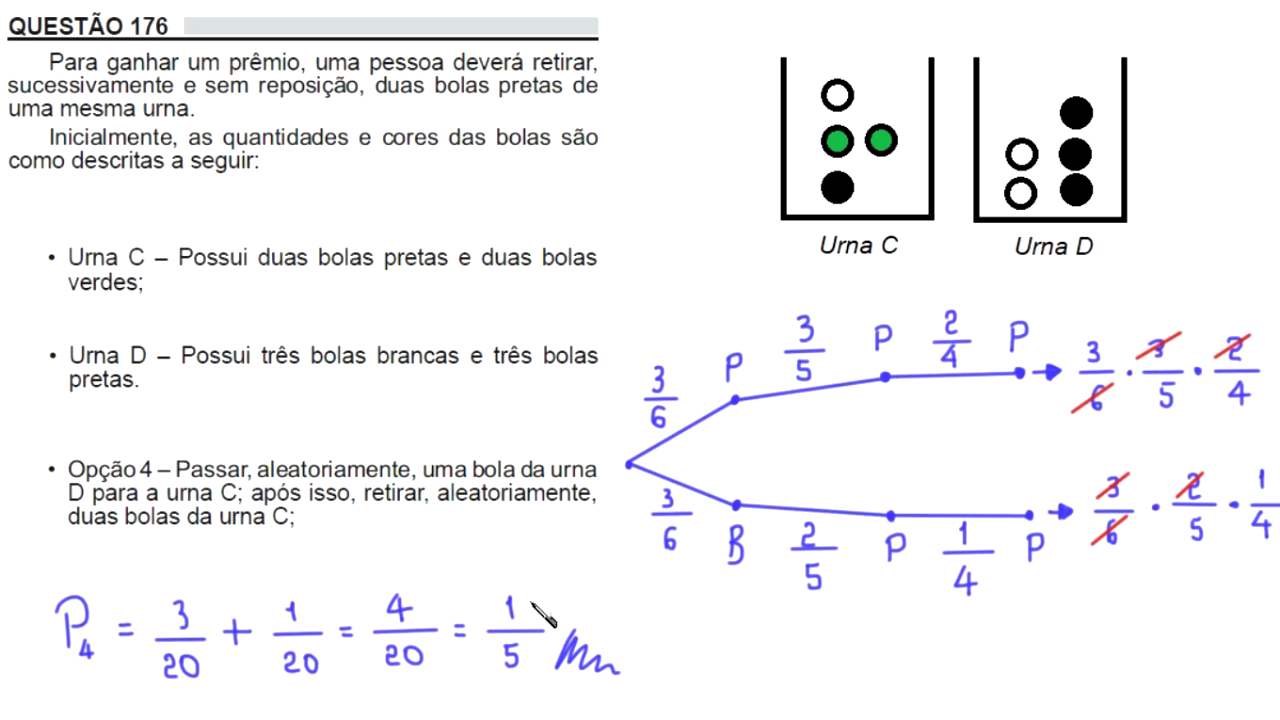 QUESTÃO 176
Para ganhar um prêmio, uma pessoa deverá retirar,
sucessivamente e sem reposição, duas bolas pretas de
uma mesma urna.
Inicialmente, as quantidades e cores das bolas são
como descritas a seguir:
• Urna C – Possui duas bolas pretas e duas bolas
verdes;
• Urna D – Possui três bolas brancas e três bolas
pretas.
• Opção 4 – Passar, aleatoriamente, uma bola da urna
D para a urna C; após isso, retirar, aleatoriamente,
duas bolas da urna C;
P4 = 3/20 + 1/20 = 4/20 = 1/5
Urna C Urna D
3/6 P 3/5 P 2/4 P → 3/6 · 3/5 · 2/4
3/6 B 2/5 P 1/4 P → 3/6 · 2/5 · 1/4